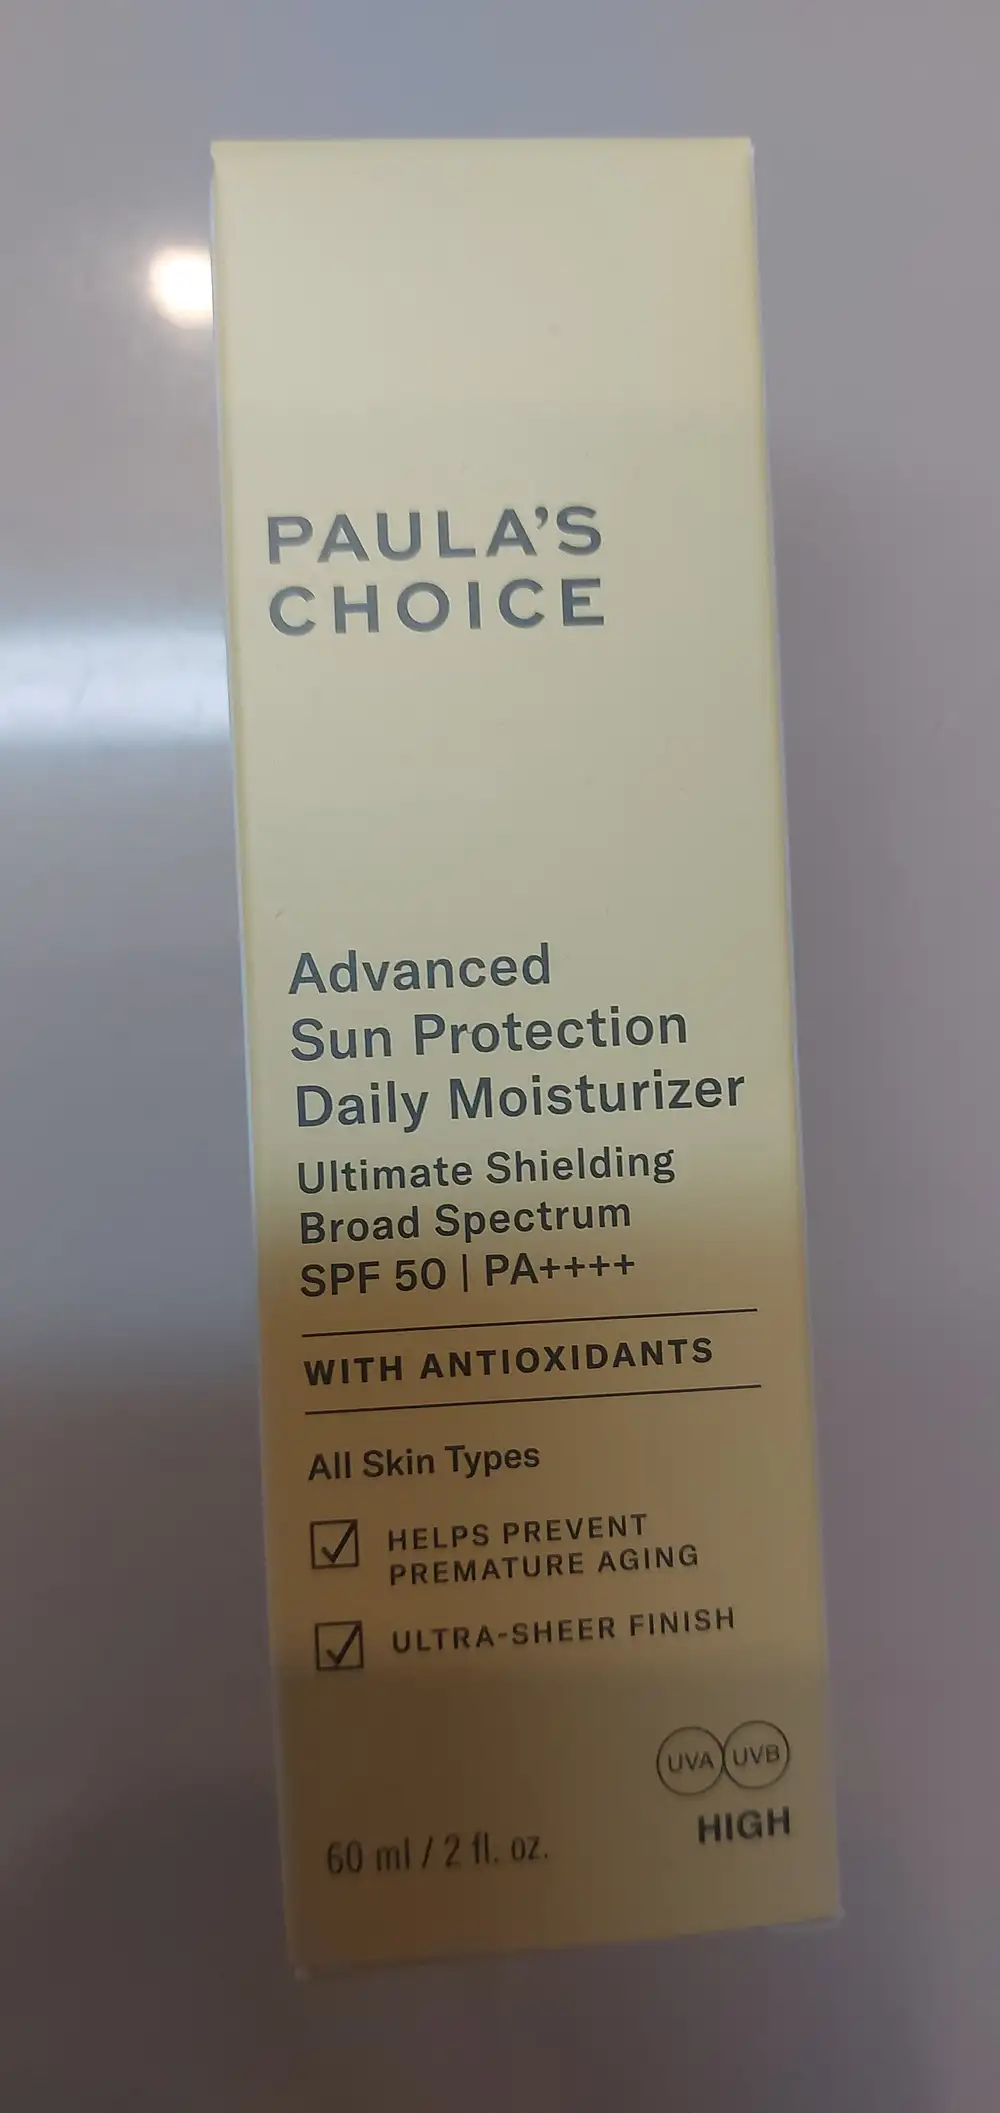 PAULA'S
CHOICE
Advanced
Sun Protection
Daily Moisturizer
Ultimate Shielding
Broad Spectrum
SPF 50 | PA++++
WITH ANTIOXIDANTS
All Skin Types
HELPS PREVENT
PREMATURE AGING
ULTRA-SHEER FINISH
UVA UVB
HIGH
60 ml / 2 fl. oz.